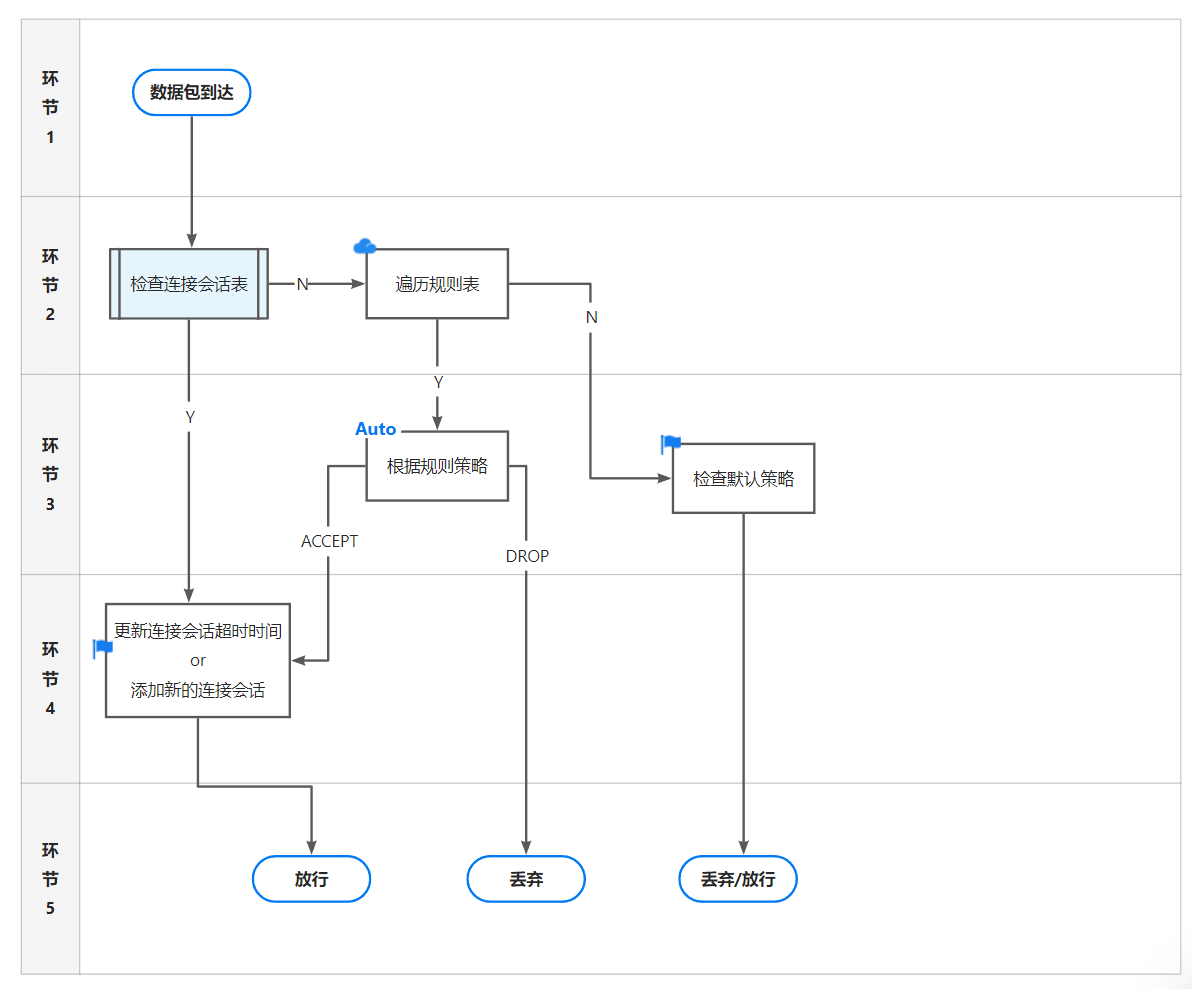 环
节
1
数据包到达
环
节
2
检查连接会话表
N
遍历规则表
N
Y
环
节
3
Y
Auto
根据规则策略
检查默认策略
ACCEPT
DROP
环
节
4
更新连接会话超时时间
or
添加新的连接会话
环
节
5
放行
丢弃
丢弃/放行